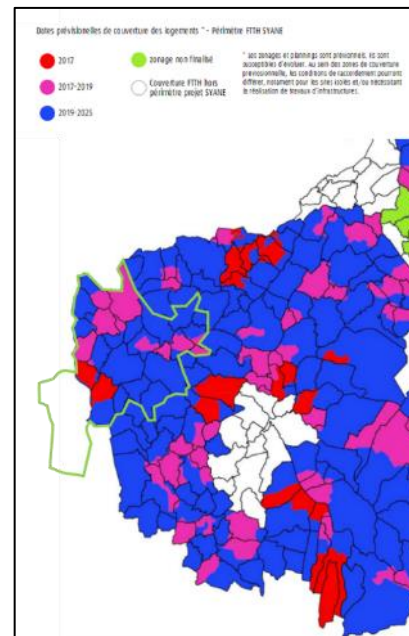 Dates prévisionelles de couverture des logements * - Périmètre FTTH SYANE
2017
2017-2019
2019-2025
zonage non-finalisé
Couverture FTTH hors
périmètre projet SYANE
* Les zonages et plannings sont prévisionnels. Ils sont
susceptibles d'évoluer. Au sein des zones de couverture
prévisionnelle, les conditions de raccordement pourront
différer, notamment pour les sites isolés et/ou nécessitant
la réalisation de travaux d'infrastructures.